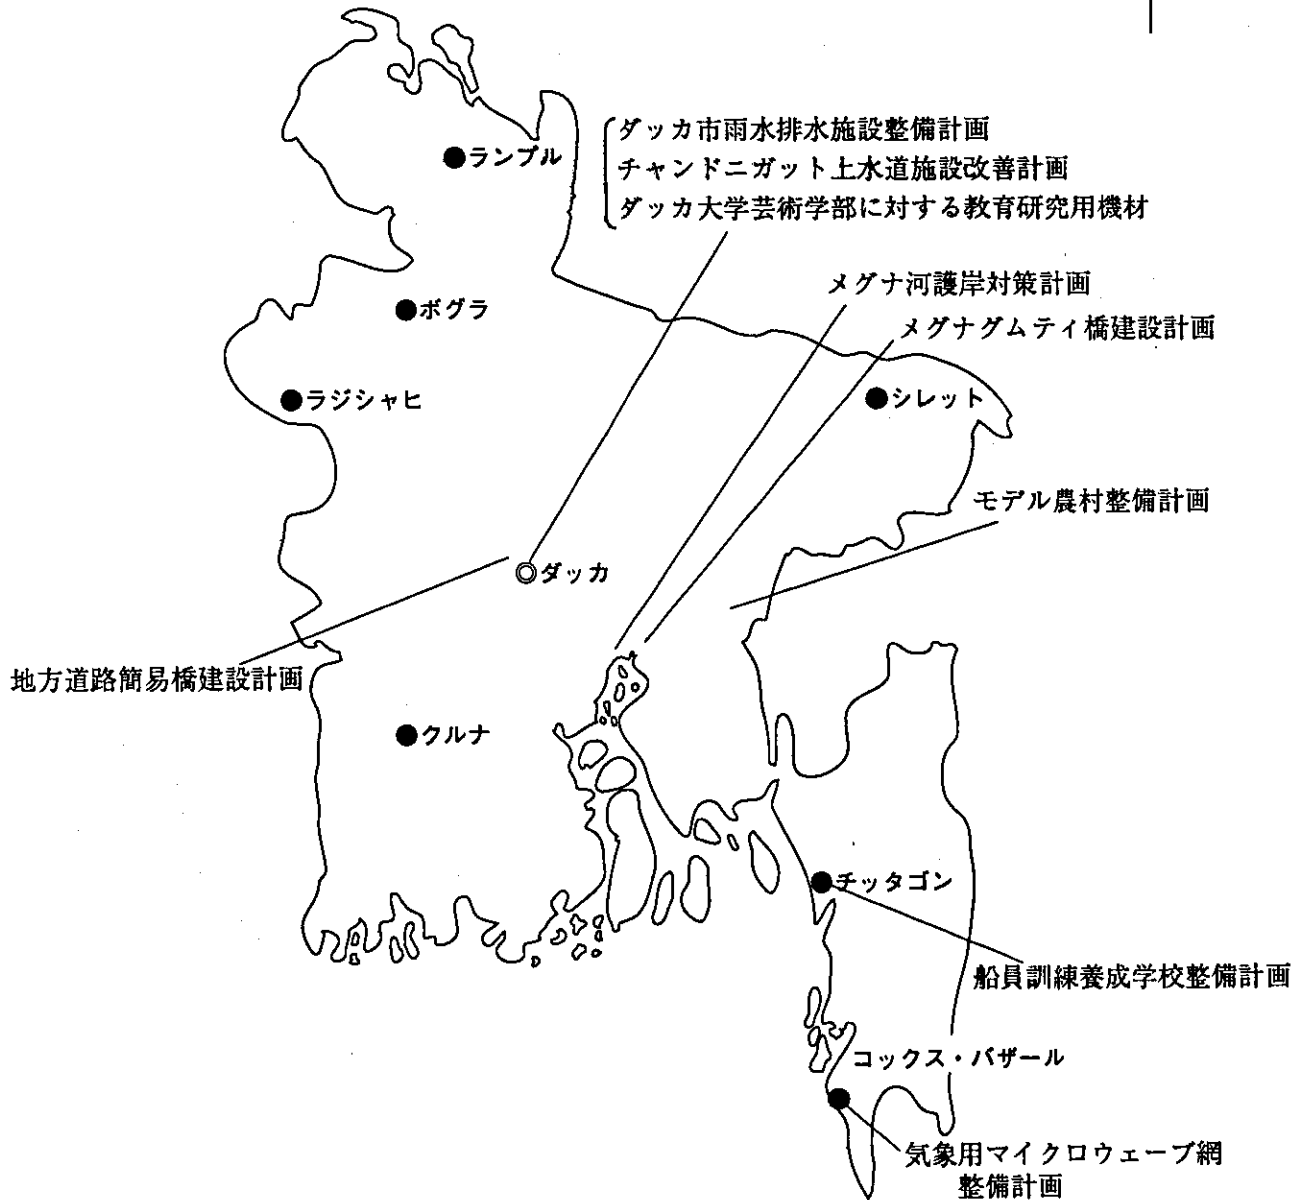 ランプル
ダッカ市雨水排水施設整備計画
チャンドニガット上水道施設改善計画
ダッカ大学芸術学部に対する教育研究用機材
メグナ河護岸対策計画
ボグラ
メグナグムティ橋建設計画
ラジシャヒ
シレット
モデル農村整備計画
ダッカ
地方道路簡易橋建設計画
クルナ
チッタゴン
船員訓練養成学校整備計画
コックス・バザール
気象用マイクロウェーブ網
整備計画